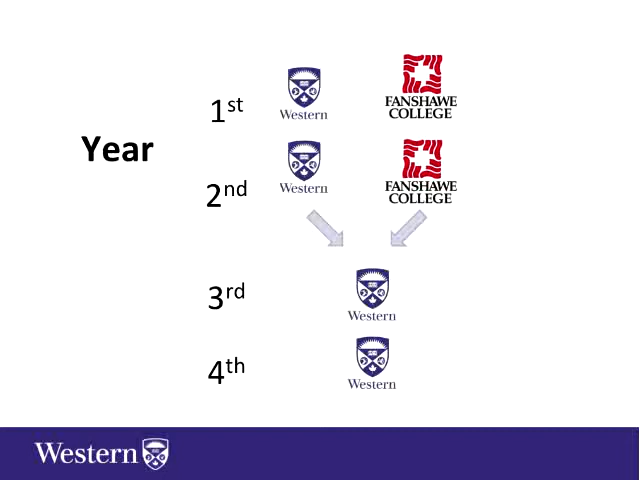 Year
1st
Western
FANSHAWE
COLLEGE
2nd
Western
FANSHAWE
COLLEGE
3rd
Western
4th
Western
Western